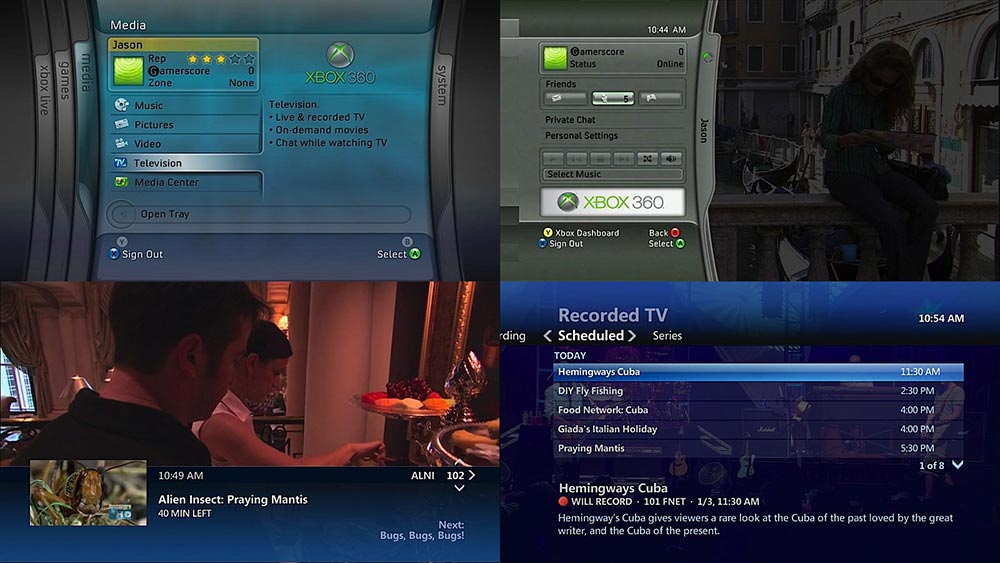 Media
Jason
Rep
Gamerscore 0
Zone None
XBOX 360
xbox live
games
media
system
Music
Pictures
Video
TV Television
Media Center
Television.
• Live & recorded TV
• On-demand movies
• Chat while watching TV
Open Tray
Y B
X Sign Out
Select A
10:44 AM
Gamerscore 0
Status Online
Friends
5
Private Chat
Personal Settings
Select Music
XBOX 360
Y Xbox Dashboard Back B
X Sign Out Select A
Jason
10:49 AM
ALNI 102
Alien Insect: Praying Mantis
40 MIN LEFT
Next:
Bugs, Bugs, Bugs!
Recorded TV
10:54 AM
rding Scheduled Series
TODAY
Hemingways Cuba 11:30 AM
DIY Fly Fishing 2:30 PM
Food Network: Cuba 4:00 PM
Giada's Italian Holiday 4:00 PM
Praying Mantis 5:30 PM
1 of 8
Hemingways Cuba
WILL RECORD · 101 FNET · 1/3, 11:30 AM
Hemingway's Cuba gives viewers a rare look at the Cuba of the past loved by the great
writer, and the Cuba of the present.